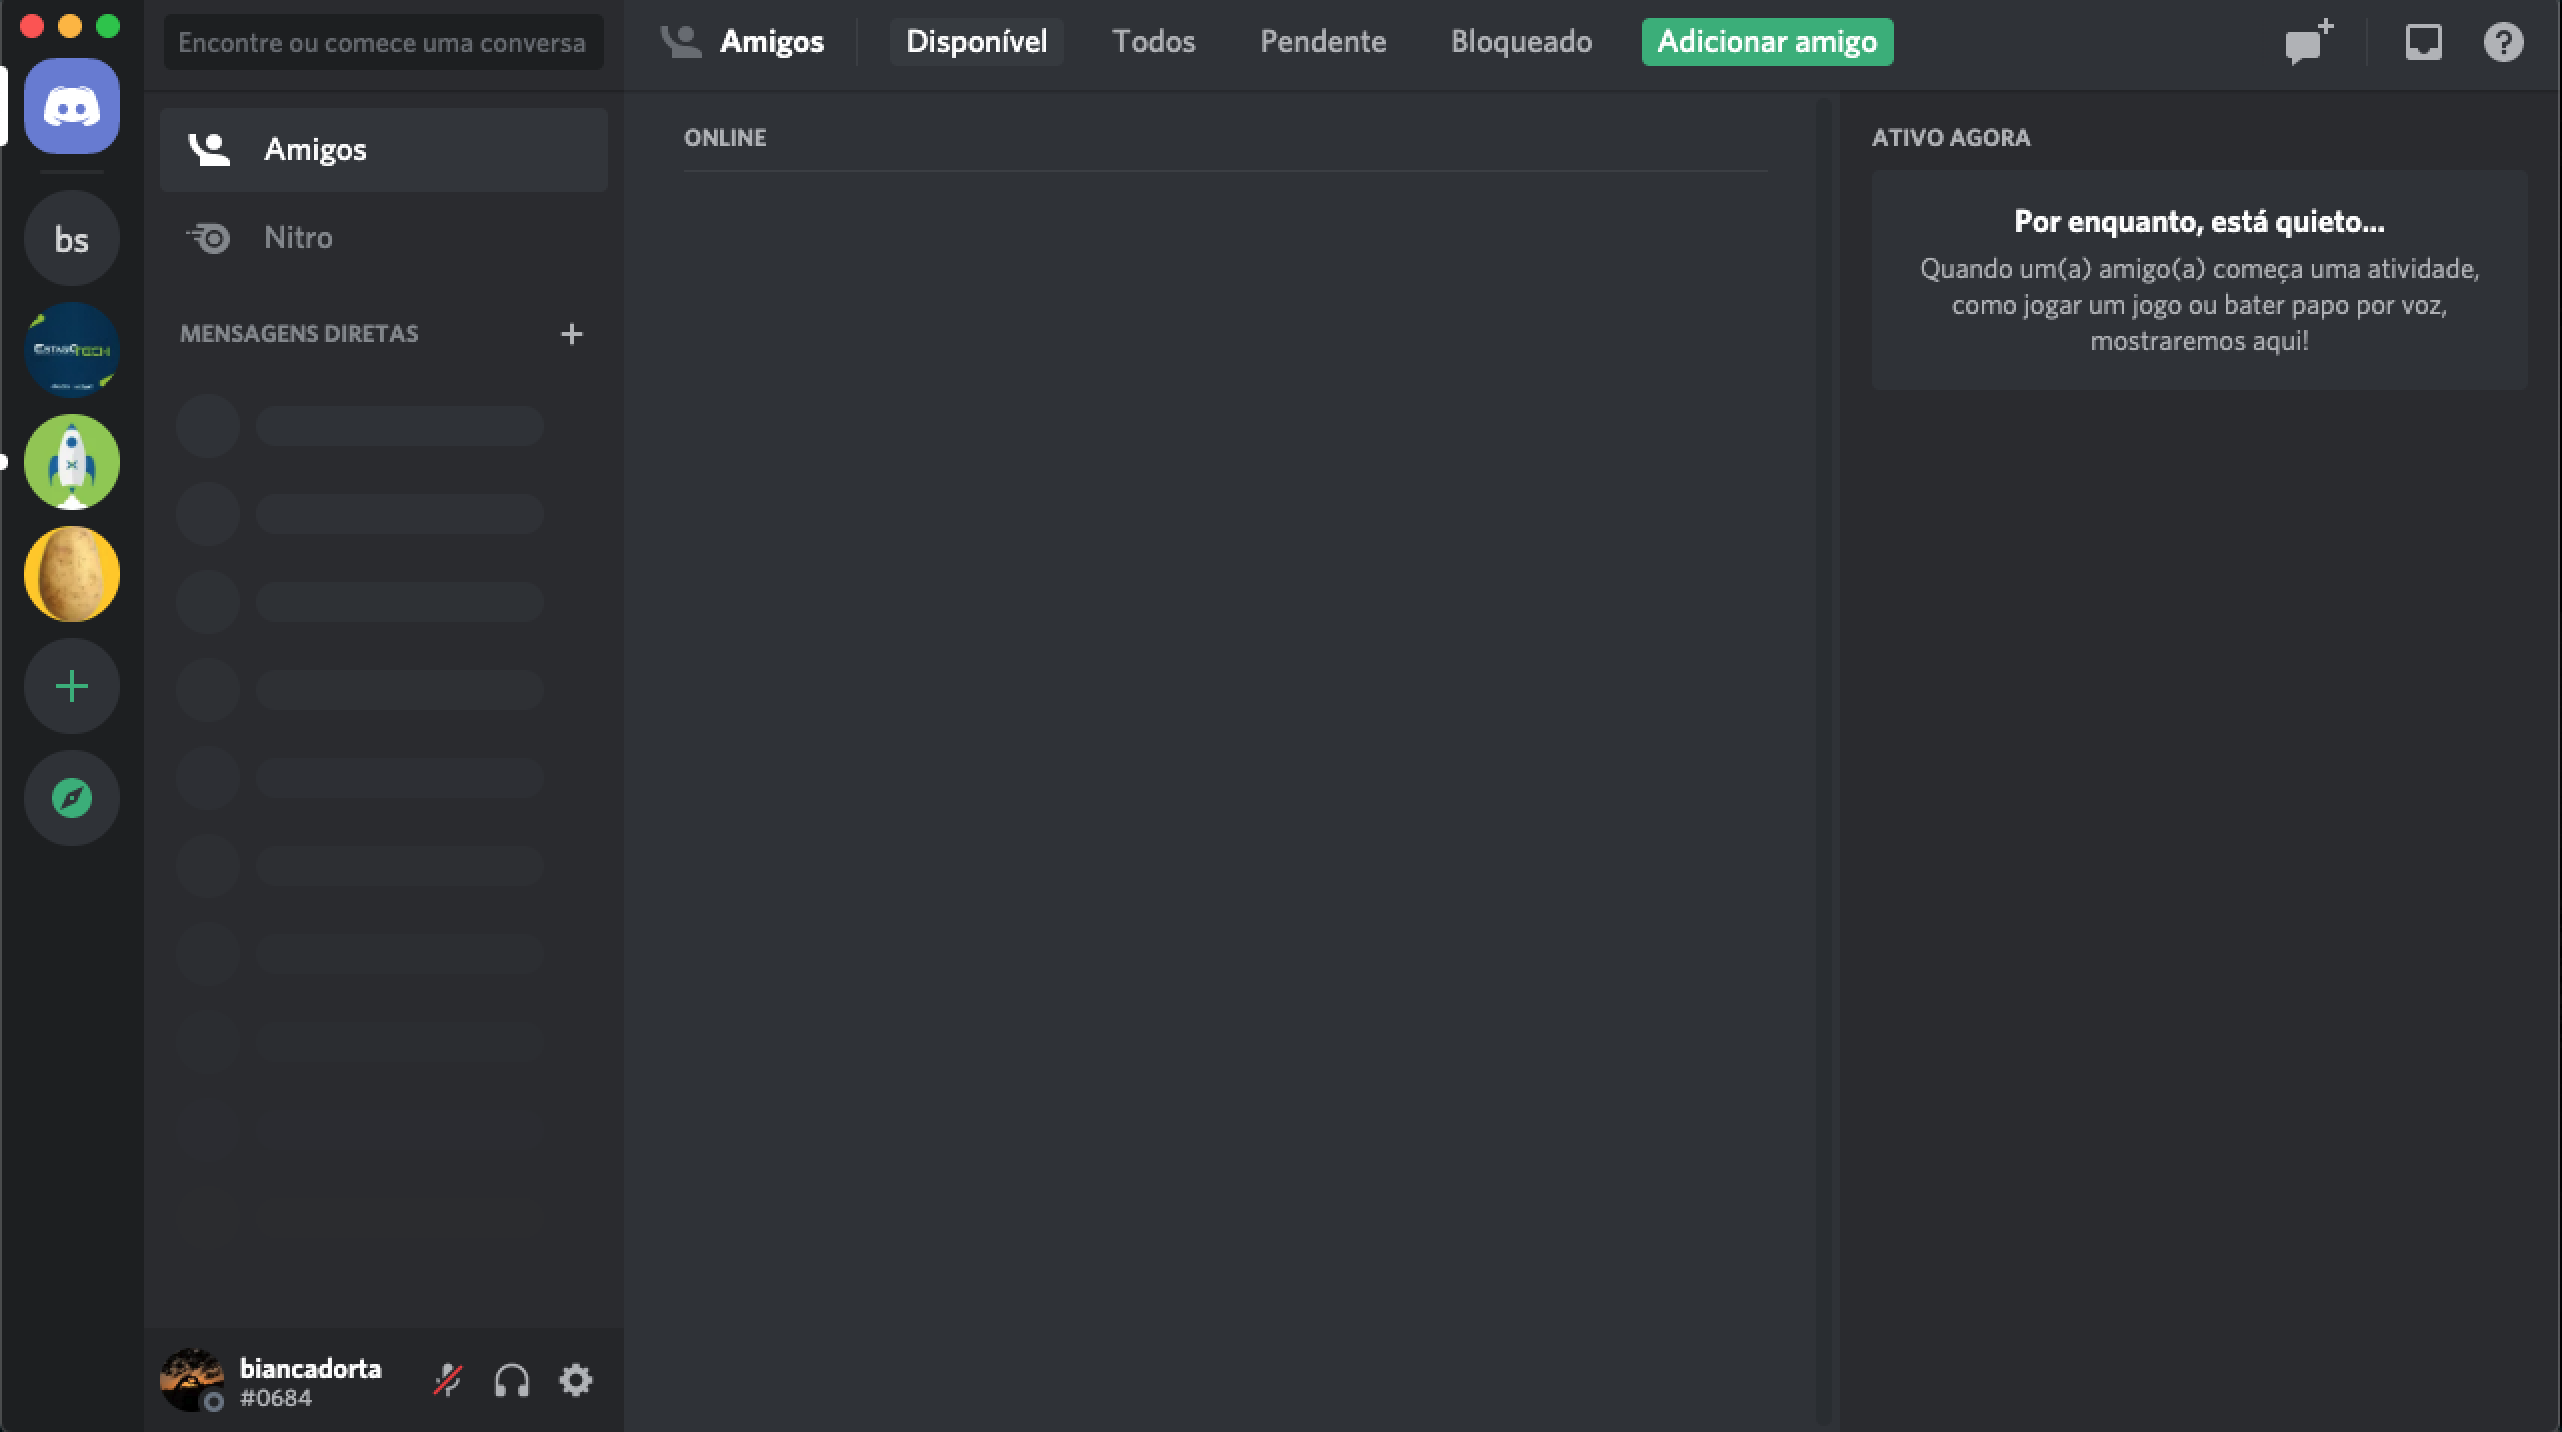 Encontre ou comece uma conversa
Amigos
Disponível
Todos
Pendente
Bloqueado
Adicionar amigo
bs
Amigos
Nitro
MENSAGENS DIRETAS
ONLINE
ATIVO AGORA
Por enquanto, está quieto...
Quando um(a) amigo(a) começa uma atividade,
como jogar um jogo ou bater papo por voz,
mostraremos aqui!
biancadorta
#0684